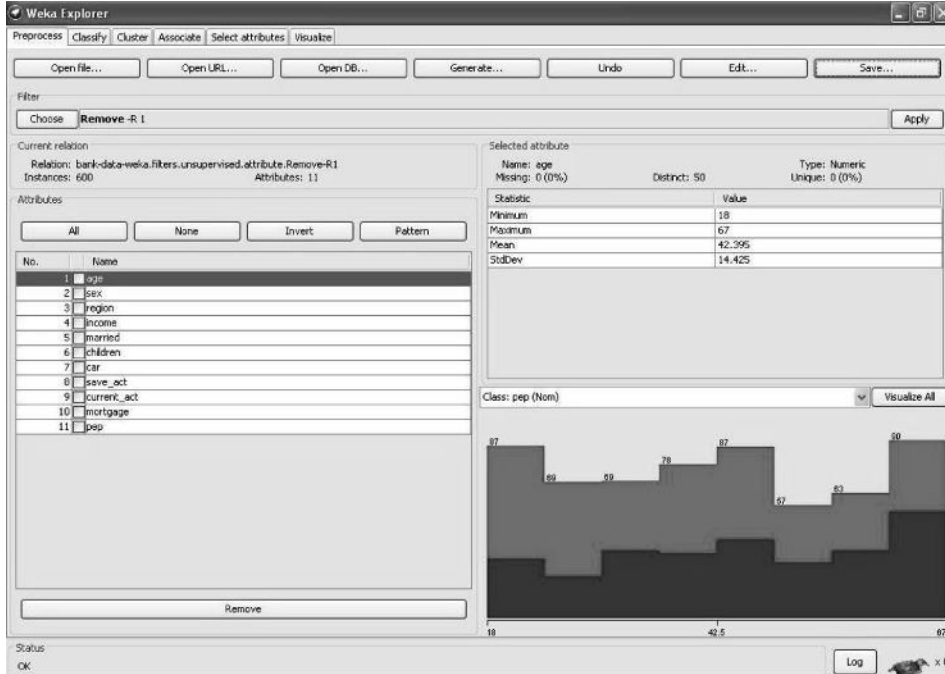 Weka Explorer
Preprocess Classify Cluster Associate Select attributes Visualize
Open file... Open URL... Open DB... Generate... Undo Edit... Save...
Filter
Choose Remove -R 1 Apply
Current relation
Relation: bank-data-weka.filters.unsupervised.attribute.Remove-R1
Instances: 600 Attributes: 11
Selected attribute
Name: age Type: Numeric
Missing: 0 (0%) Distinct: 50 Unique: 0 (0%)
Statistic Value
Minimum 18
Maximum 67
Mean 42.395
StdDev 14.425
Attributes
All None Invert Pattern
No. Name
1 age
2 sex
3 region
4 income
5 married
6 children
7 car
8 save_act
9 current_act
10 mortgage
11 pep
Remove
Class: pep (Nom) Visualize All
87 69 69 78 87 57 63 90
18 42.5 67
Status
OK
Log x